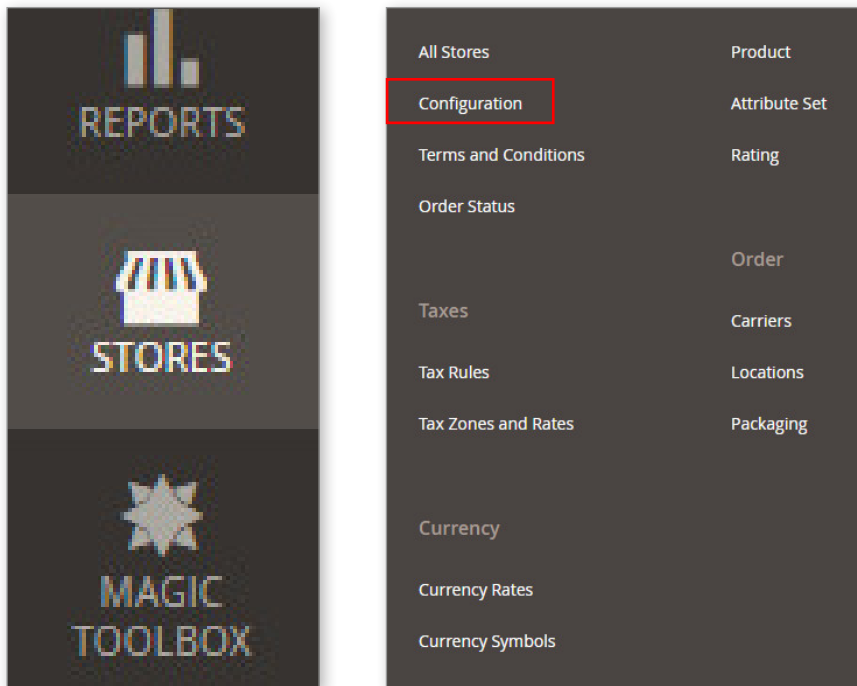 REPORTS
STORES
MAGIC
TOOLBOX
All Stores
Configuration
Terms and Conditions
Order Status
Taxes
Tax Rules
Tax Zones and Rates
Currency
Currency Rates
Currency Symbols
Product
Attribute Set
Rating
Order
Carriers
Locations
Packaging